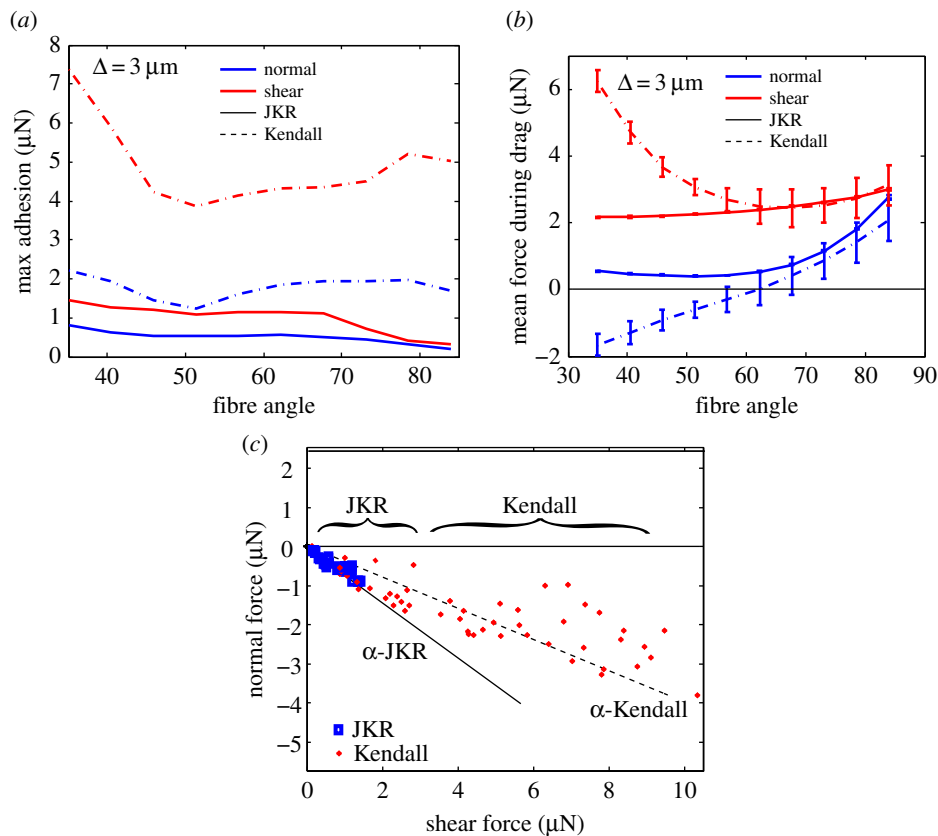 (a)
8
7
6
5
4
3
2
1
0
max adhesion (μN)
Δ = 3 μm
normal
shear
JKR
Kendall
40
50
60
70
80
fibre angle
(b)
6
4
2
0
−2
mean force during drag (μN)
Δ = 3 μm
normal
shear
JKR
Kendall
30
40
50
60
70
80
90
fibre angle
(c)
2
1
0
−1
−2
−3
−4
−5
normal force (μN)
JKR
Kendall
α-JKR
α-Kendall
JKR
Kendall
0
2
4
6
8
10
shear force (μN)